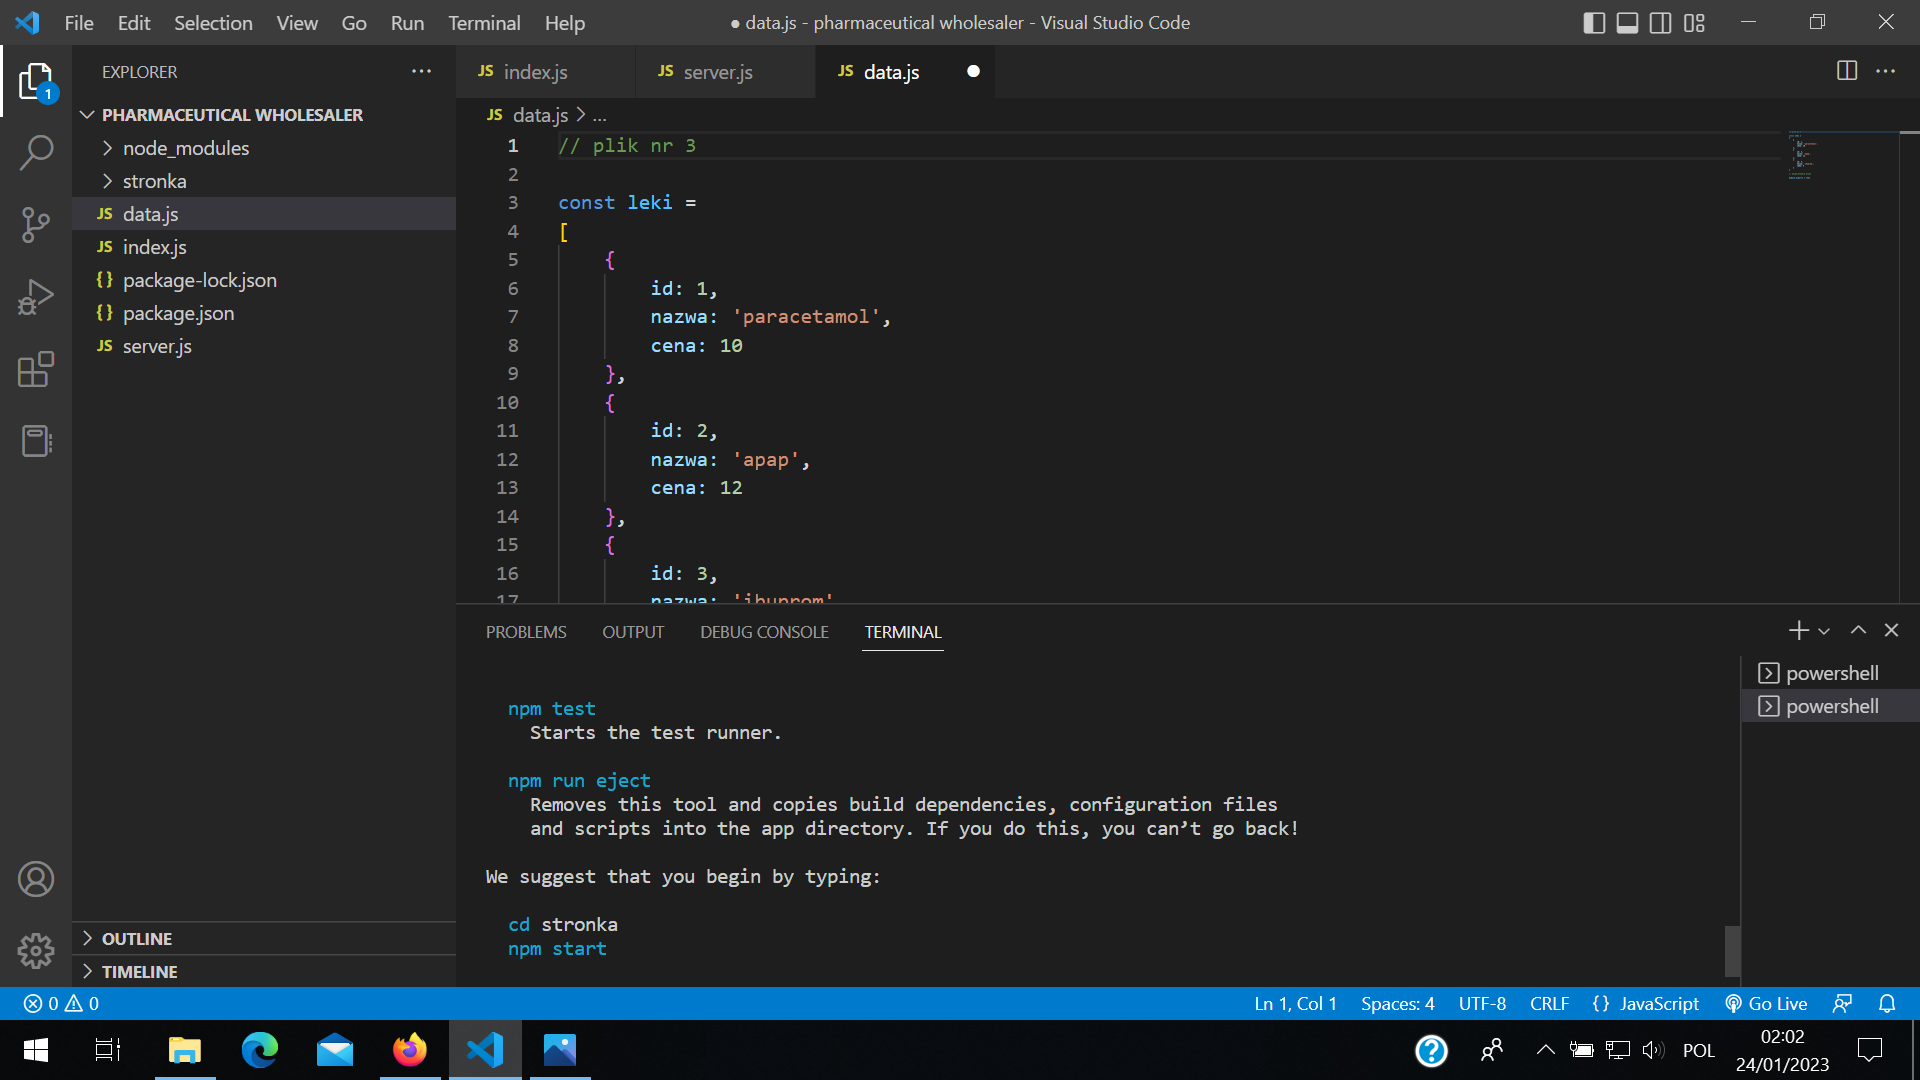 File Edit Selection View Go Run Terminal Help
● data.js - pharmaceutical wholesaler - Visual Studio Code
1
EXPLORER
PHARMACEUTICAL WHOLESALER
node_modules
stronka
JS data.js
JS index.js
{} package-lock.json
{} package.json
JS server.js
OUTLINE
TIMELINE
JS index.js
JS server.js
JS data.js
JS data.js > ...
1 // plik nr 3
2
3 const leki =
4 [
5 {
6 id: 1,
7 nazwa: 'paracetamol',
8 cena: 10
9 },
10 {
11 id: 2,
12 nazwa: 'apap',
13 cena: 12
14 },
15 {
16 id: 3,
17 nazwa: 'ibuprom'
PROBLEMS OUTPUT DEBUG CONSOLE TERMINAL
npm test
Starts the test runner.
npm run eject
Removes this tool and copies build dependencies, configuration files
and scripts into the app directory. If you do this, you can’t go back!
We suggest that you begin by typing:
cd stronka
npm start
powershell
powershell
0 0
Ln 1, Col 1 Spaces: 4 UTF-8 CRLF {} JavaScript Go Live
POL
02:02
24/01/2023